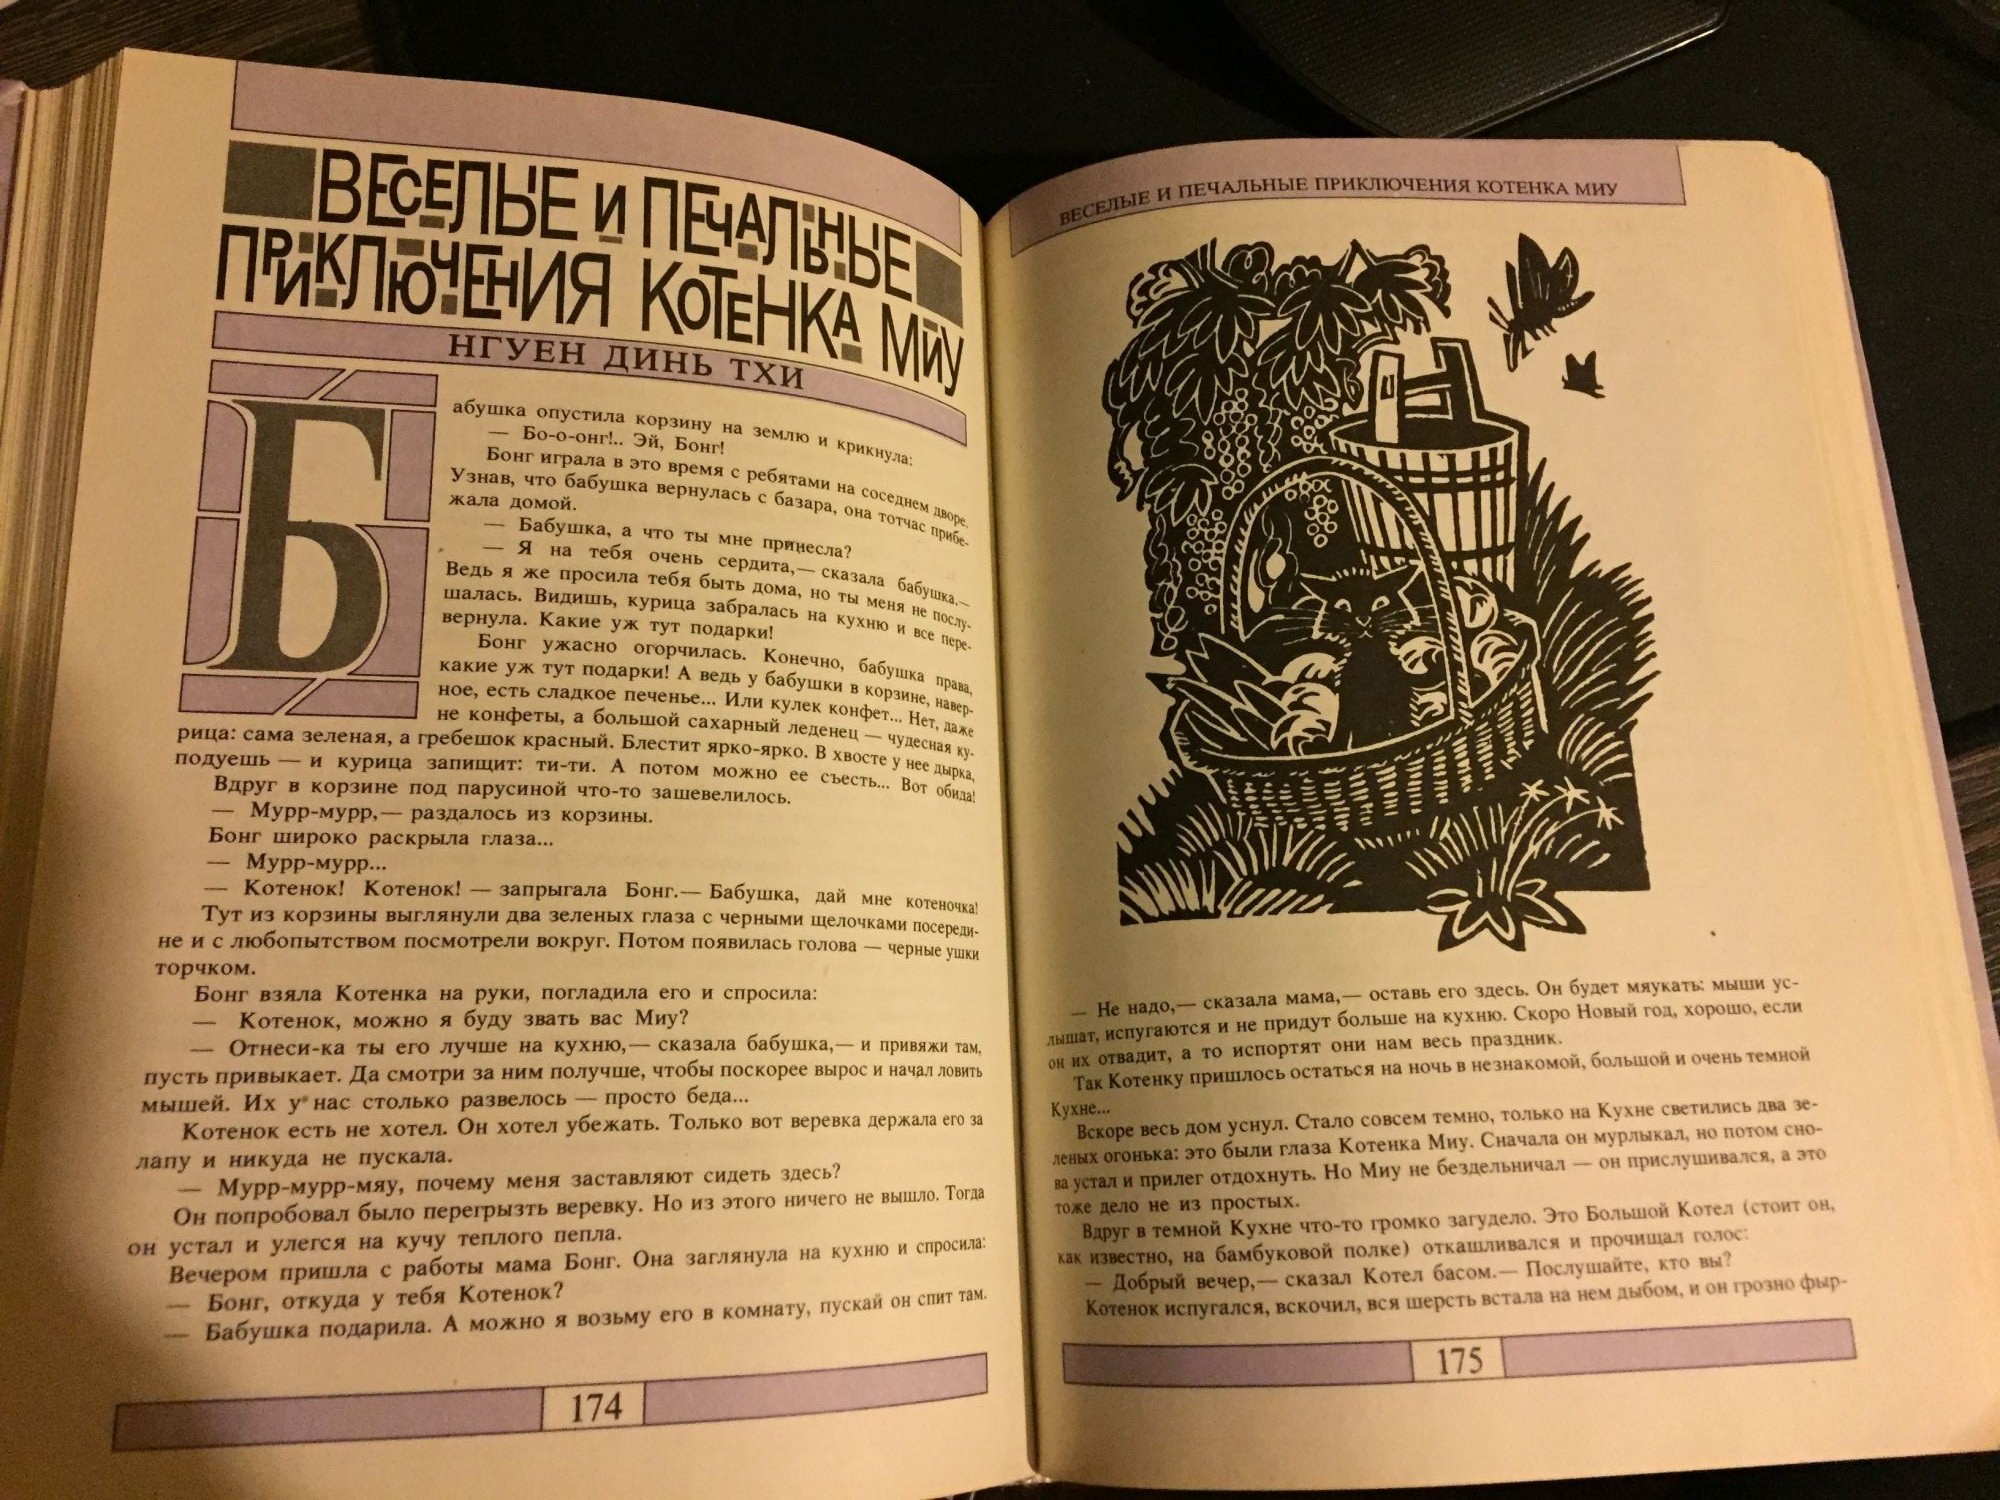 ВЕСЕЛЫЕ И ПЕЧАЛЬНЫЕ
ПРИКЛЮЧЕНИЯ КОТЕНКА МИУ
НГУЕН ДИНЬ ТХИ
Бабушка опустила корзину на землю и крикнула:
— Бо-о-онг!.. Эй, Бонг!
Бонг играла в это время с ребятами на соседнем дворе.
Узнав, что бабушка вернулась с базара, она тотчас прибе-
жала домой.
— Бабушка, а что ты мне принесла?
— Я на тебя очень сердита,— сказала бабушка.—
Ведь я же просила тебя быть дома, но ты меня не послу-
шалась. Видишь, курица забралась на кухню и все пере-
вернула. Какие уж тут подарки!
Бонг ужасно огорчилась. Конечно, бабушка права,
какие уж тут подарки! А ведь у бабушки в корзине, навер-
ное, есть сладкое печенье... Или кулек конфет... Нет, даже
не конфеты, а большой сахарный леденец — чудесная ку-
рица: сама зеленая, а гребешок красный. Блестит ярко-ярко. В хвосте у нее дырка,
подуешь — и курица запищит: ти-ти. А потом можно ее съесть... Вот обида!
Вдруг в корзине под парусиной что-то зашевелилось.
— Мурр-мурр,— раздалось из корзины.
Бонг широко раскрыла глаза...
— Мурр-мурр...
— Котенок! Котенок! — запрыгала Бонг.— Бабушка, дай мне котеночка!
Тут из корзины выглянули два зеленых глаза с черными щелочками посереди-
не и с любопытством посмотрели вокруг. Потом появилась голова — черные ушки
торчком.
Бонг взяла Котенка на руки, погладила его и спросила:
— Котенок, можно я буду звать вас Миу?
— Отнеси-ка ты его лучше на кухню,— сказала бабушка,— и привяжи там,
пусть привыкает. Да смотри за ним получше, чтобы поскорее вырос и начал ловить
мышей. Их у нас столько развелось — просто беда...
Котенок есть не хотел. Он хотел убежать. Только вот веревка держала его за
лапу и никуда не пускала.
— Мурр-мурр-мяу, почему меня заставляют сидеть здесь?
Он попробовал было перегрызть веревку. Но из этого ничего не вышло. Тогда
он устал и улегся на кучу теплого пепла.
Вечером пришла с работы мама Бонг. Она заглянула на кухню и спросила:
— Бонг, откуда у тебя Котенок?
— Бабушка подарила. А можно я возьму его в комнату, пускай он спит там.
174
ВЕСЕЛЫЕ И ПЕЧАЛЬНЫЕ ПРИКЛЮЧЕНИЯ КОТЕНКА МИУ
— Не надо,— сказала мама,— оставь его здесь. Он будет мяукать: мыши ус-
лышат, испугаются и не придут больше на кухню. Скоро Новый год, хорошо, если
он их отвадит, а то испортят они нам весь праздник.
Так Котенку пришлось остаться на ночь в незнакомой, большой и очень темной
Кухне...
Вскоре весь дом уснул. Стало совсем темно, только на Кухне светились два зе-
леных огонька: это были глаза Котенка Миу. Сначала он мурлыкал, но потом сно-
ва устал и прилег отдохнуть. Но Миу не бездельничал — он прислушивался, а это
тоже дело не из простых.
Вдруг в темной Кухне что-то громко загудело. Это Большой Котел (стоит он,
как известно, на бамбуковой полке) откашливался и прочищал голос:
— Добрый вечер,— сказал Котел басом.— Послушайте, кто вы?
Котенок испугался, вскочил, вся шерсть встала на нем дыбом, и он грозно фыр-
175